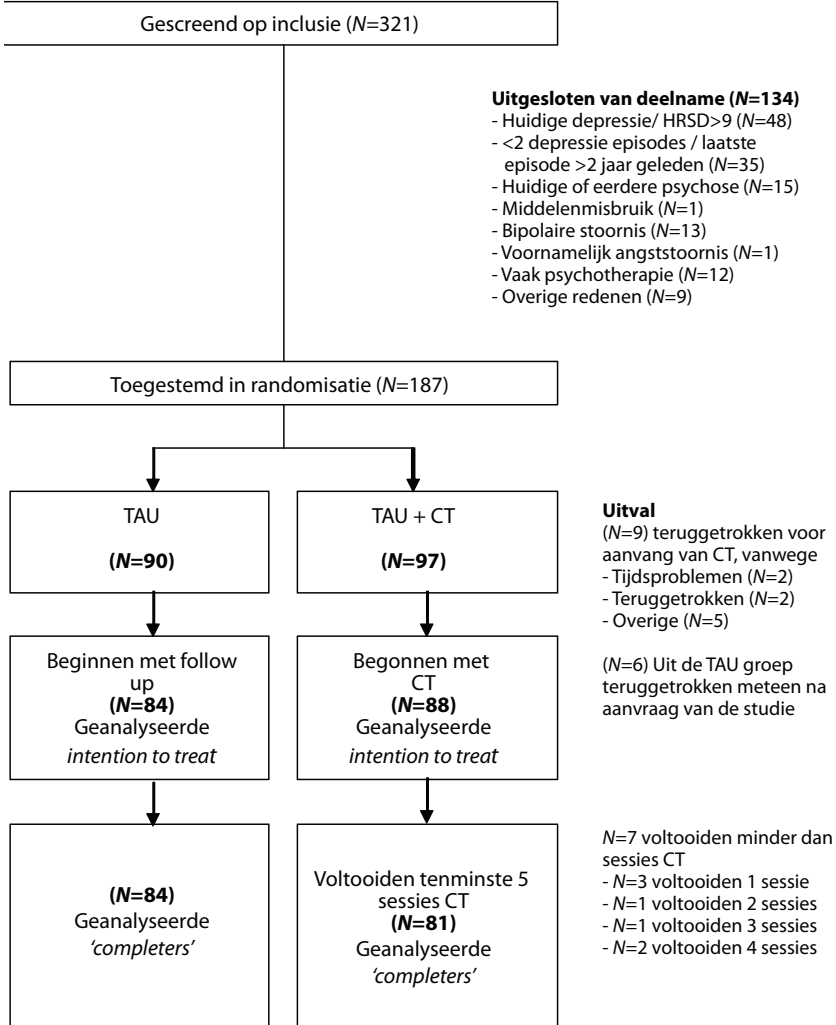 Gescreend op inclusie (N=321)
Uitgesloten van deelname (N=134)
- Huidige depressie/ HRSD>9 (N=48)
- <2 depressie episodes / laatste
episode >2 jaar geleden (N=35)
- Huidige of eerdere psychose (N=15)
- Middelenmisbruik (N=1)
- Bipolaire stoornis (N=13)
- Voornamelijk angststoornis (N=1)
- Vaak psychotherapie (N=12)
- Overige redenen (N=9)
Toegestemd in randomisatie (N=187)
TAU
(N=90)
TAU + CT
(N=97)
Uitval
(N=9) teruggetrokken voor
aanvang van CT, vanwege
- Tijdsproblemen (N=2)
- Teruggetrokken (N=2)
- Overige (N=5)
Beginnen met follow
up
(N=84)
Geanalyseerde
intention to treat
Begonnen met
CT
(N=88)
Geanalyseerde
intention to treat
(N=6) Uit de TAU groep
teruggetrokken meteen na
aanvraag van de studie
(N=84)
Geanalyseerde
'completers'
Voltooiden tenminste 5
sessies CT
(N=81)
Geanalyseerde
'completers'
N=7 voltooiden minder dan
sessies CT
- N=3 voltooiden 1 sessie
- N=1 voltooiden 2 sessies
- N=1 voltooiden 3 sessies
- N=2 voltooiden 4 sessies